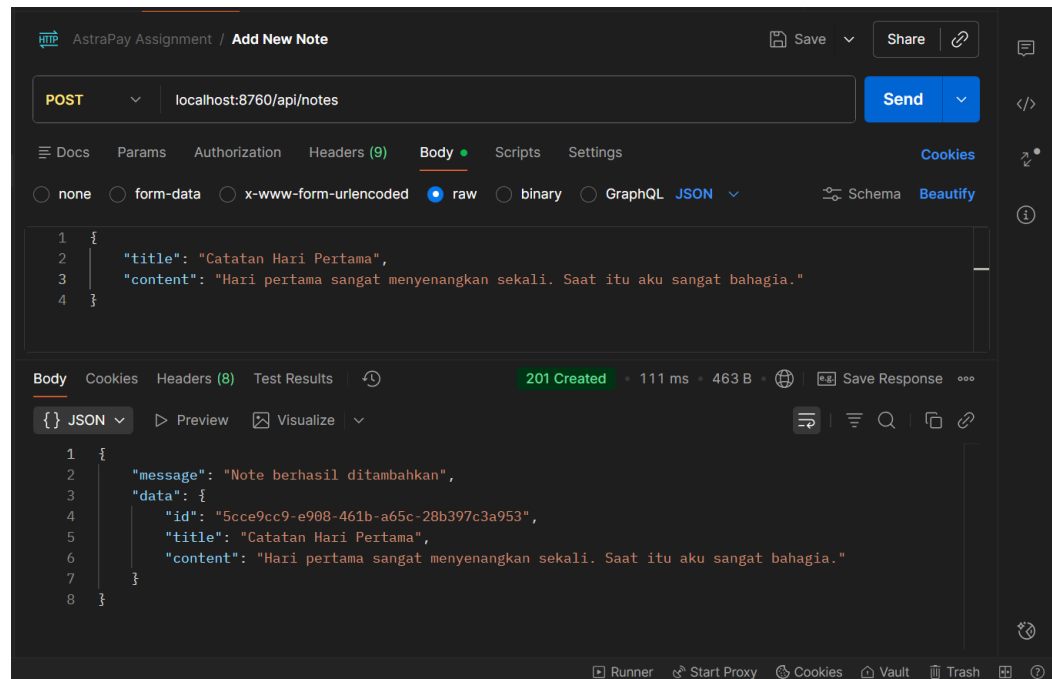 HTTP AstraPay Assignment / Add New Note Save Share
POST localhost:8760/api/notes Send
</>
Docs Params Authorization Headers (9) Body Scripts Settings Cookies
none form-data x-www-form-urlencoded raw binary GraphQL JSON Schema Beautify
1 {
2 "title": "Catatan Hari Pertama",
3 "content": "Hari pertama sangat menyenangkan sekali. Saat itu aku sangat bahagia."
4 }
Body Cookies Headers (8) Test Results 201 Created • 111 ms • 463 B • e.g. Save Response
{} JSON Preview Visualize
1 {
2 "message": "Note berhasil ditambahkan",
3 "data": {
4 "id": "5cce9cc9-e908-461b-a65c-28b397c3a953",
5 "title": "Catatan Hari Pertama",
6 "content": "Hari pertama sangat menyenangkan sekali. Saat itu aku sangat bahagia."
7 }
8 }
Runner Start Proxy Cookies Vault Trash